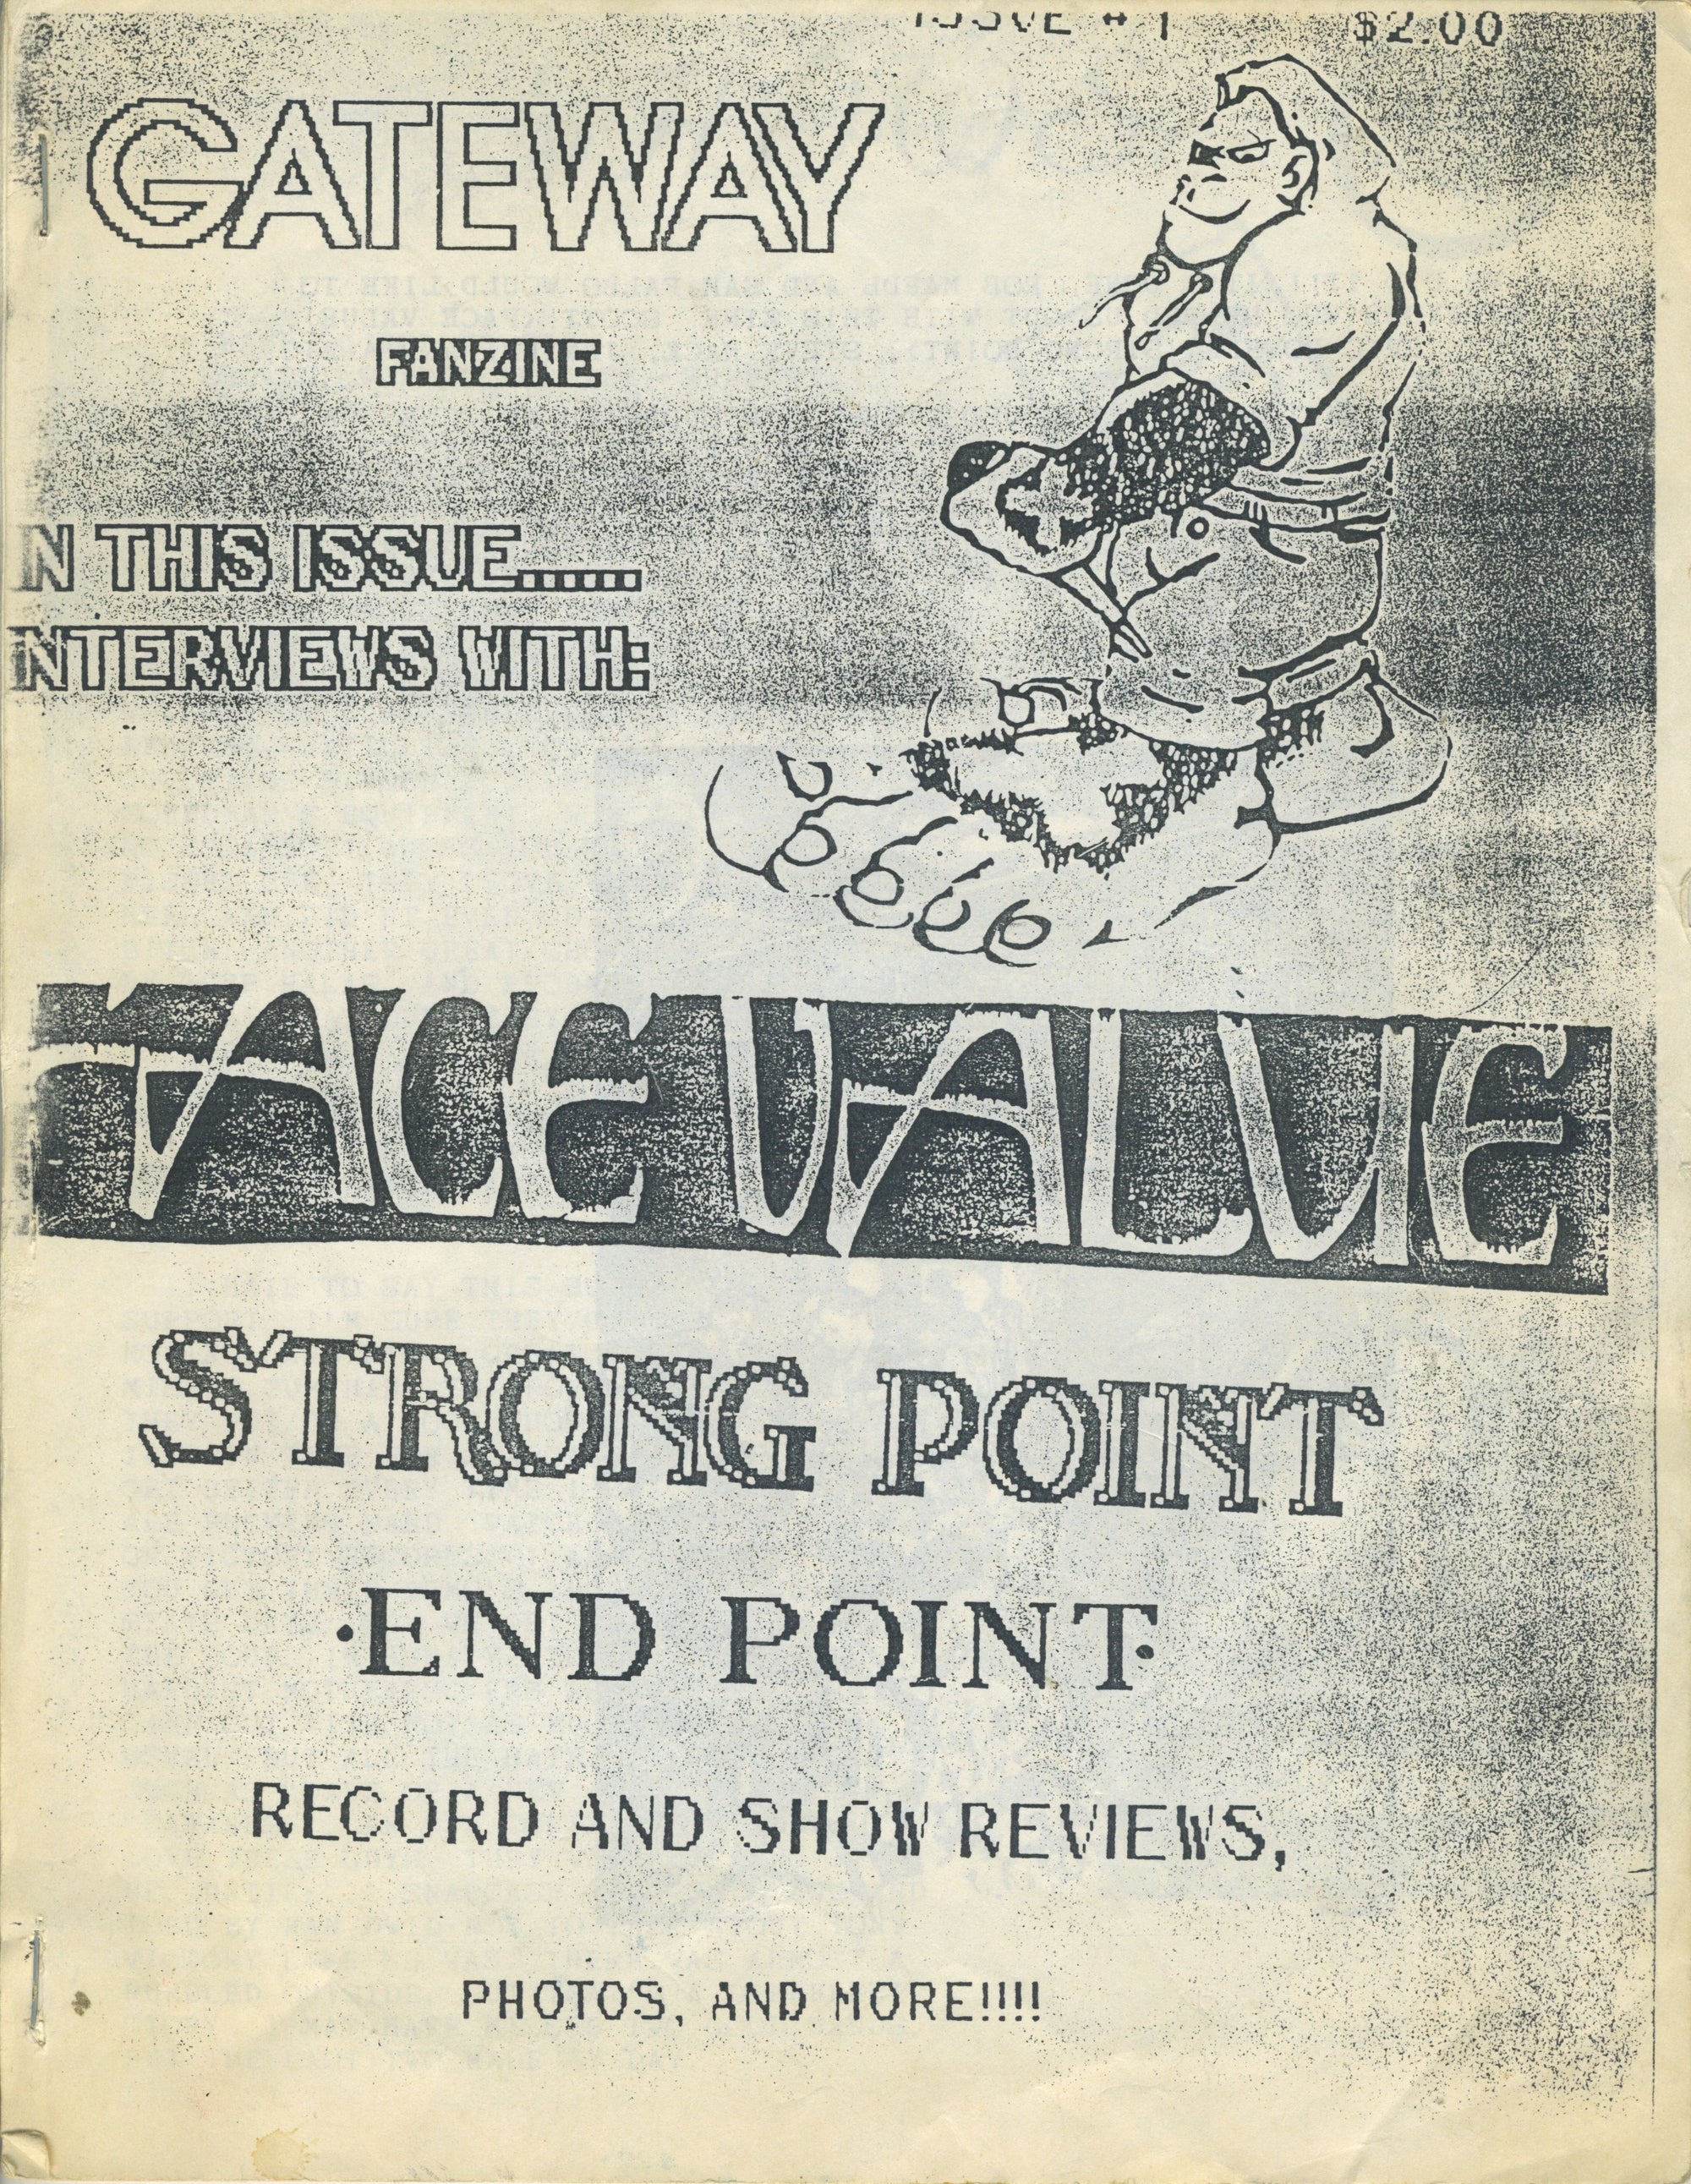 ISSUE # 1 $2.00
GATEWAY
FANZINE
N THIS ISSUE......
NTERVIEWS WITH:
FACE VALUE
STRONG POINT
·END POINT·
RECORD AND SHOW REVIEWS,
PHOTOS, AND MORE!!!!